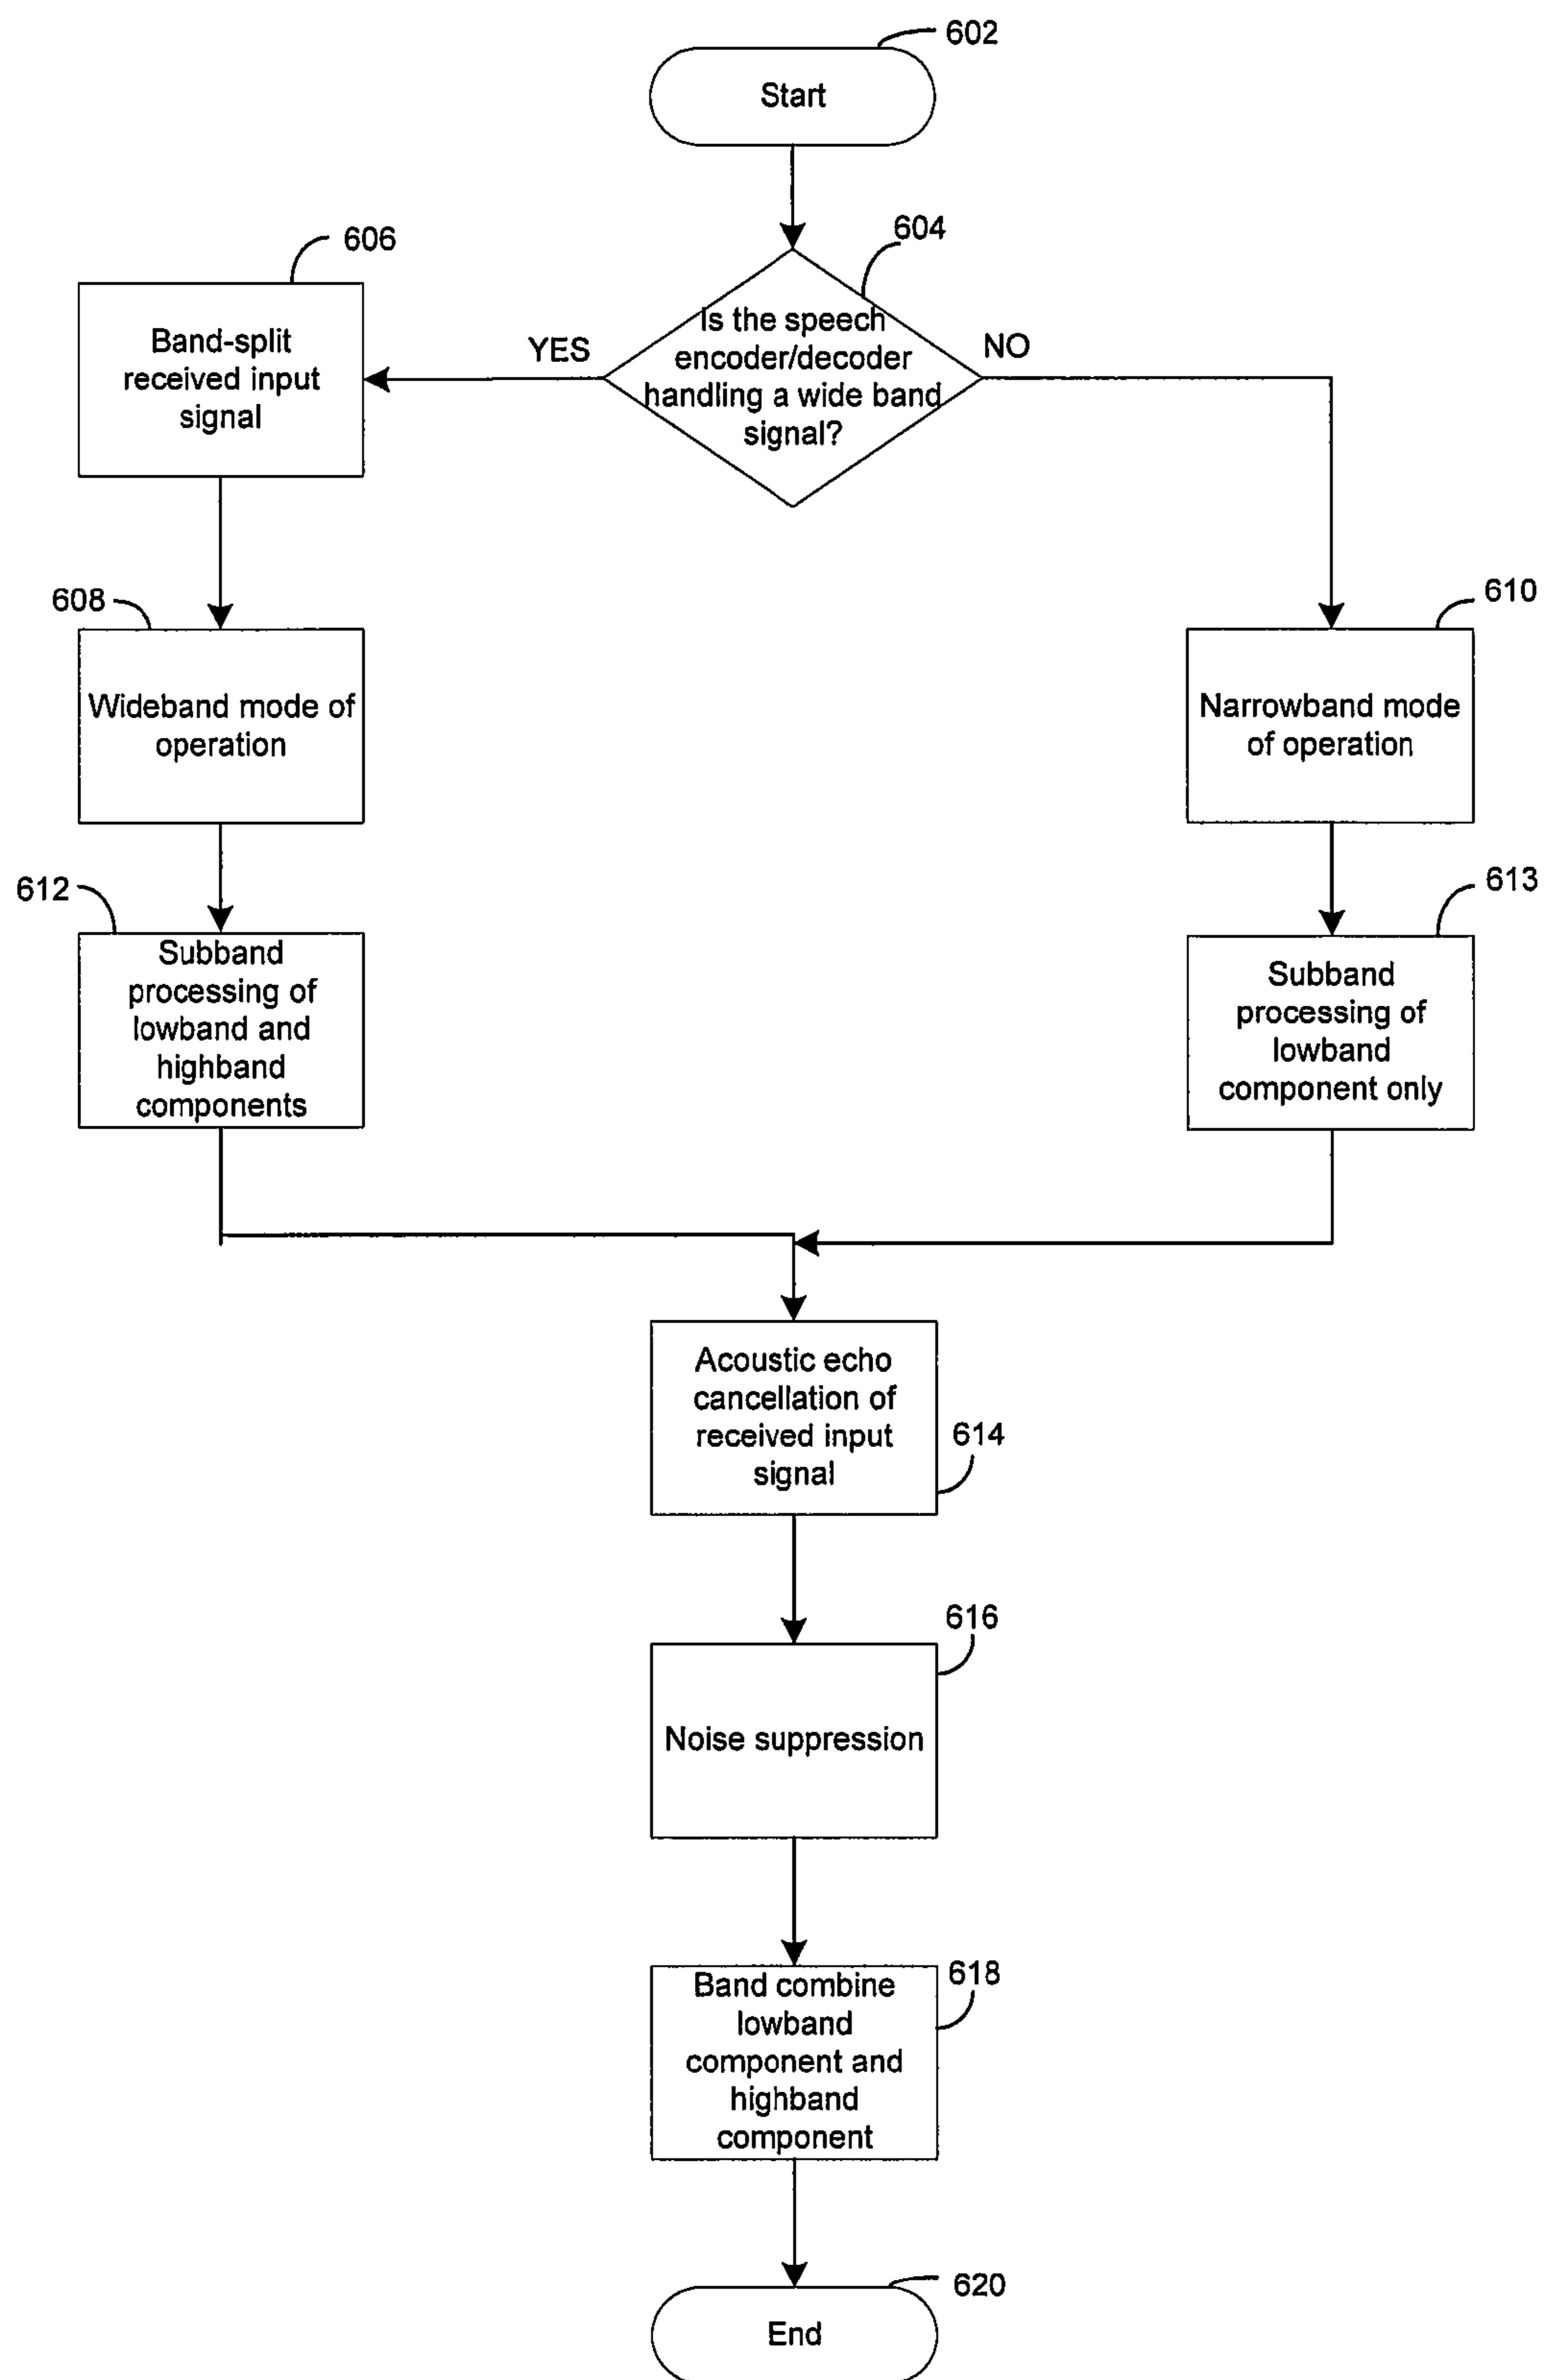 602
Start
604
606
Is the speech
encoder/decoder
handling a wide band
signal?
YES
NO
Band-split
received input
signal
608
610
Wideband mode of
operation
Narrowband mode
of operation
612
613
Subband
processing of
lowband and
highband
components
Subband
processing of
lowband
component only
Acoustic echo
cancellation of
received input
signal
614
616
Noise suppression
618
Band combine
lowband
component and
highband
component
620
End